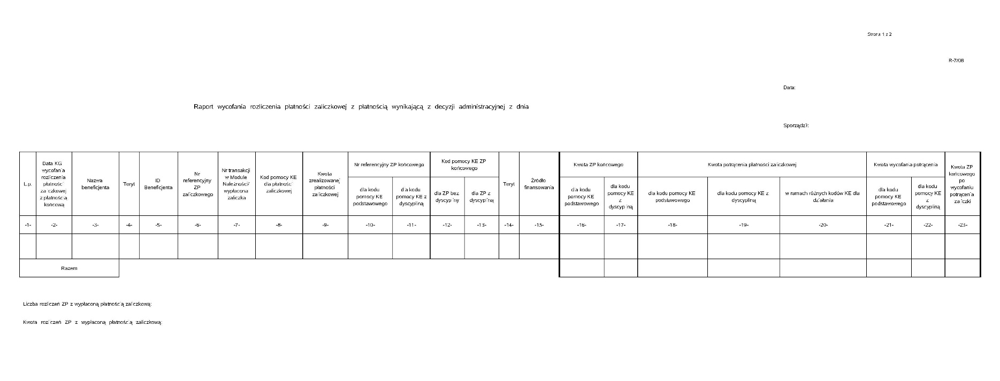 Strona 1 z 2
R-7/08
Data:
Raport wycofania rozliczenia płatności zaliczkowej z płatnością wynikającą z decyzji administracyjnej z dnia
Sporządził:
L.p.
Data KG
wycofania
rozliczenia
płatności
zaliczkowej
z płatnością
końcową
Nazwa
beneficjenta
Teryt
ID
Beneficjenta
Nr
referencyjny
ZP
zaliczkowego
Nr transakcji
w Module
Należności/
wypłacona
zaliczka
Kod pomocy KE
dla płatności
zaliczkowej
Kwota
zrealizowanej
płatności
zaliczkowej
Nr referencyjny ZP końcowego
dla kodu
pomocy KE
podstawowego
dla kodu
pomocy KE z
dyscypliną
Kod pomocy KE ZP
końcowego
dla ZP bez
dyscypliny
dla ZP z
dyscypliną
Teryt
Źródło
finansowania
Kwota ZP końcowego
dla kodu
pomocy KE
podstawowego
dla kodu
pomocy KE
z
dyscypliną
Kwota potrącenia płatności zaliczkowej
dla kodu pomocy KE
podstawowego
dla kodu pomocy KE z
dyscypliną
w ramach różnych kodów KE dla
działania
Kwota wycofania potrącenia
dla kodu
pomocy KE
podstawowego
dla kodu
pomocy KE
z
dyscypliną
Kwota ZP
końcowego
po
wycofaniu
potrącenia
zaliczki
-1- -2- -3- -4- -5- -6- -7- -8- -9- -10- -11- -12- -13- -14- -15- -16- -17- -18- -19- -20- -21- -22- -23-
Razem
Liczba rozliczeń ZP z wypłaconą płatnością zaliczkową:
Kwota rozliczeń ZP z wypłaconą płatnością zaliczkową: